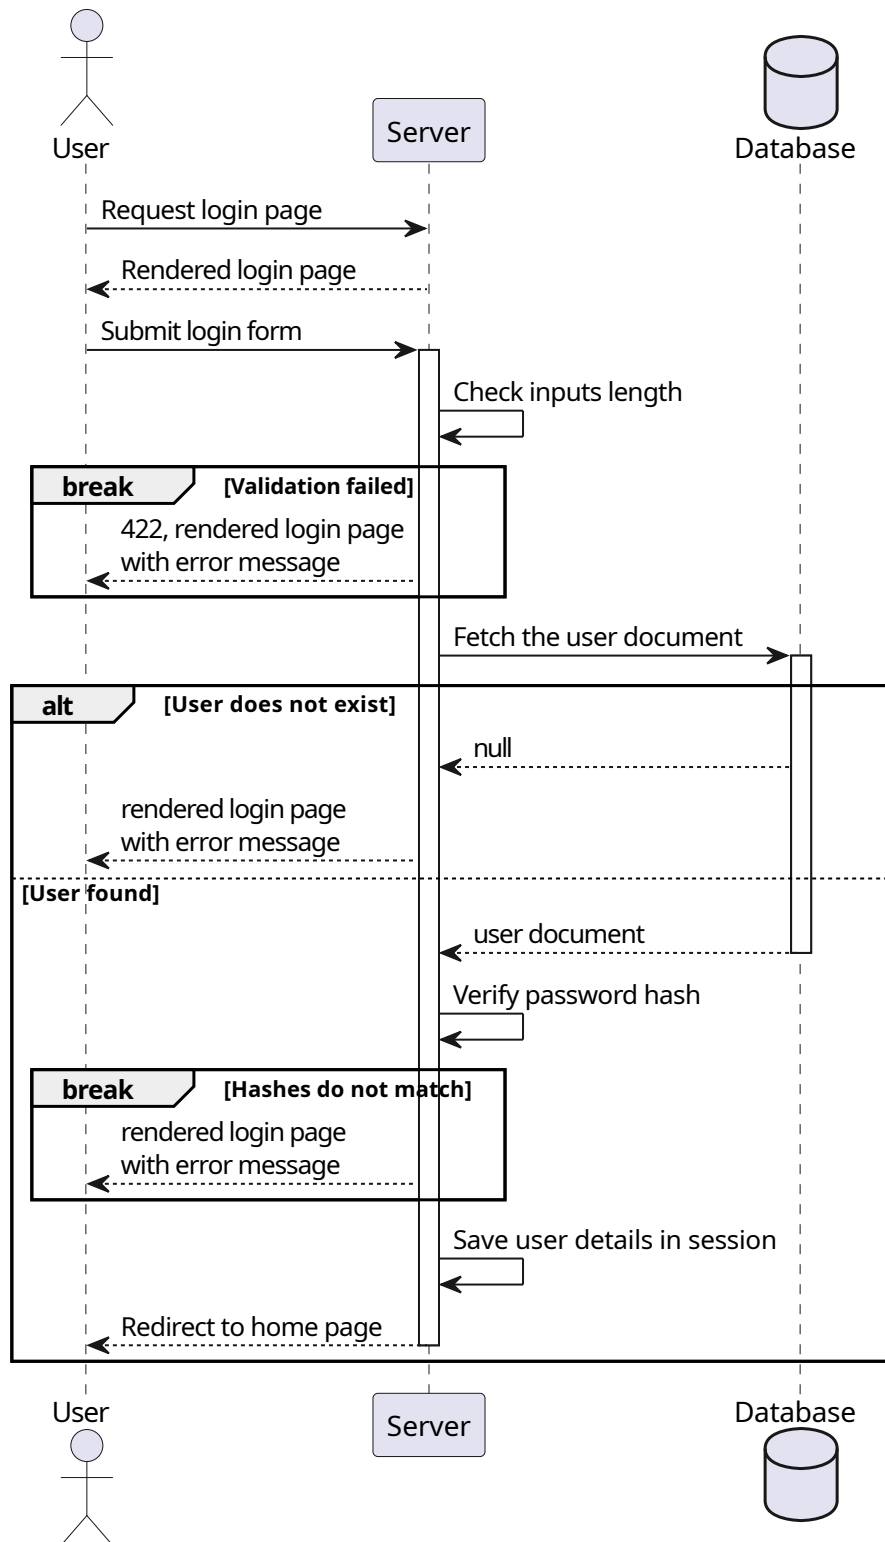 User
Server
Database
Request login page
Rendered login page
Submit login form
Check inputs length
break
[Validation failed]
422, rendered login page
with error message
Fetch the user document
alt
[User does not exist]
null
rendered login page
with error message
[User found]
user document
Verify password hash
break
[Hashes do not match]
rendered login page
with error message
Save user details in session
Redirect to home page
User
Server
Database